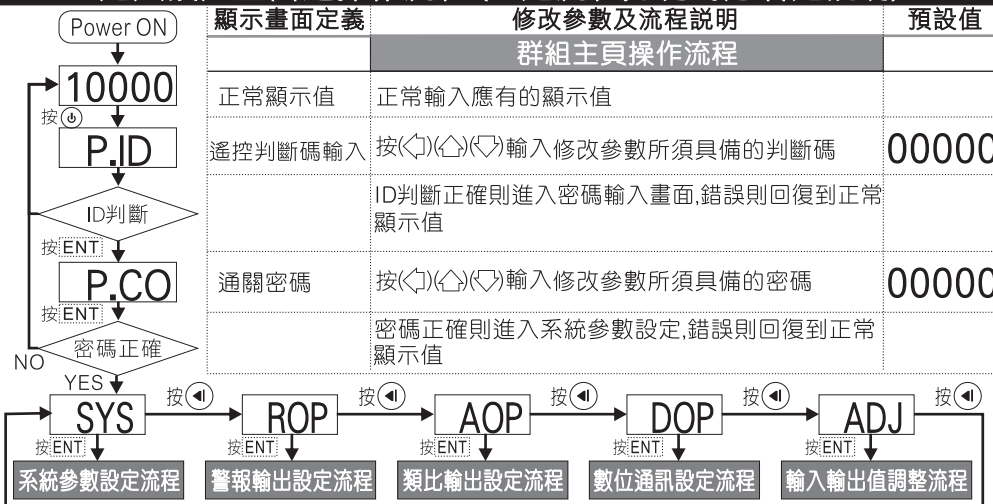 Power ON
顯示畫面定義 修改參數及流程說明 預設值
群組主頁操作流程
10000 正常顯示值 正常輸入應有的顯示值
按
P.ID 遙控判斷碼輸入 按(⇦)(⇧)(⇩)輸入修改參數所須具備的判斷碼 00000
ID判斷 ID判斷正確則進入密碼輸入畫面,錯誤則回復到正常
顯示值
按ENT
P.CO 通關密碼 按(⇦)(⇧)(⇩)輸入修改參數所須具備的密碼 00000
按ENT
密碼正確 密碼正確則進入系統參數設定,錯誤則回復到正常
顯示值
NO
YES
SYS 按 ROP 按 AOP 按 DOP 按 ADJ 按
按ENT 按ENT 按ENT 按ENT 按ENT
系統參數設定流程 警報輸出設定流程 類比輸出設定流程 數位通訊設定流程 輸入輸出值調整流程